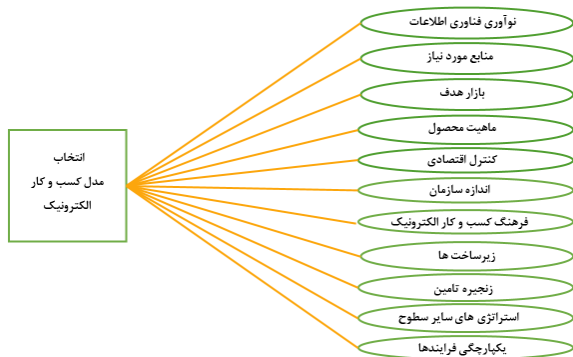 انتخاب
مدل کسب و کار
الکترونیک
نوآوری فناوری اطلاعات
منابع مورد نیاز
بازار هدف
ماهیت محصول
کنترل اقتصادی
اندازه سازمان
فرهنگ کسب و کار الکترونیک
زیرساخت ها
زنجیره تامین
استراتژی های سایر سطوح
یکپارچگی فرایندها